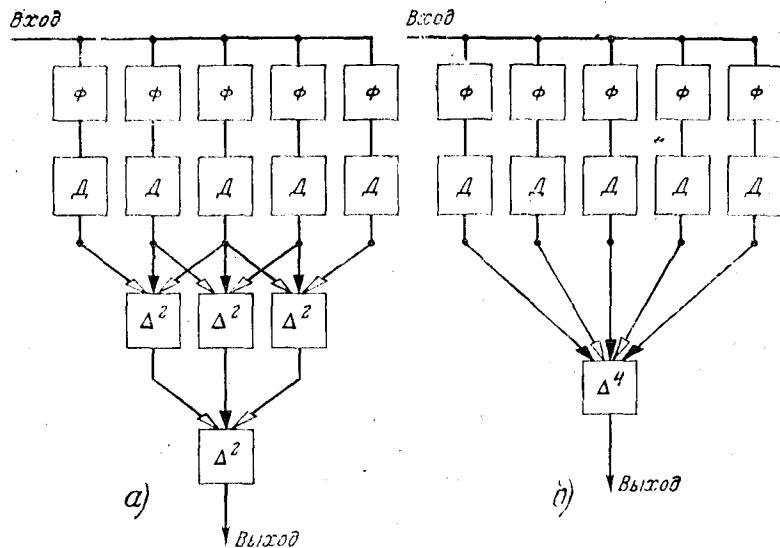 Вход
Вход
Ф Ф Ф Ф Ф
Ф Ф Ф Ф Ф
Д Д Д Д Д
Д Д Д Д Д
Δ² Δ² Δ²
Δ⁴
Δ²
а)
Выход
б)
Выход